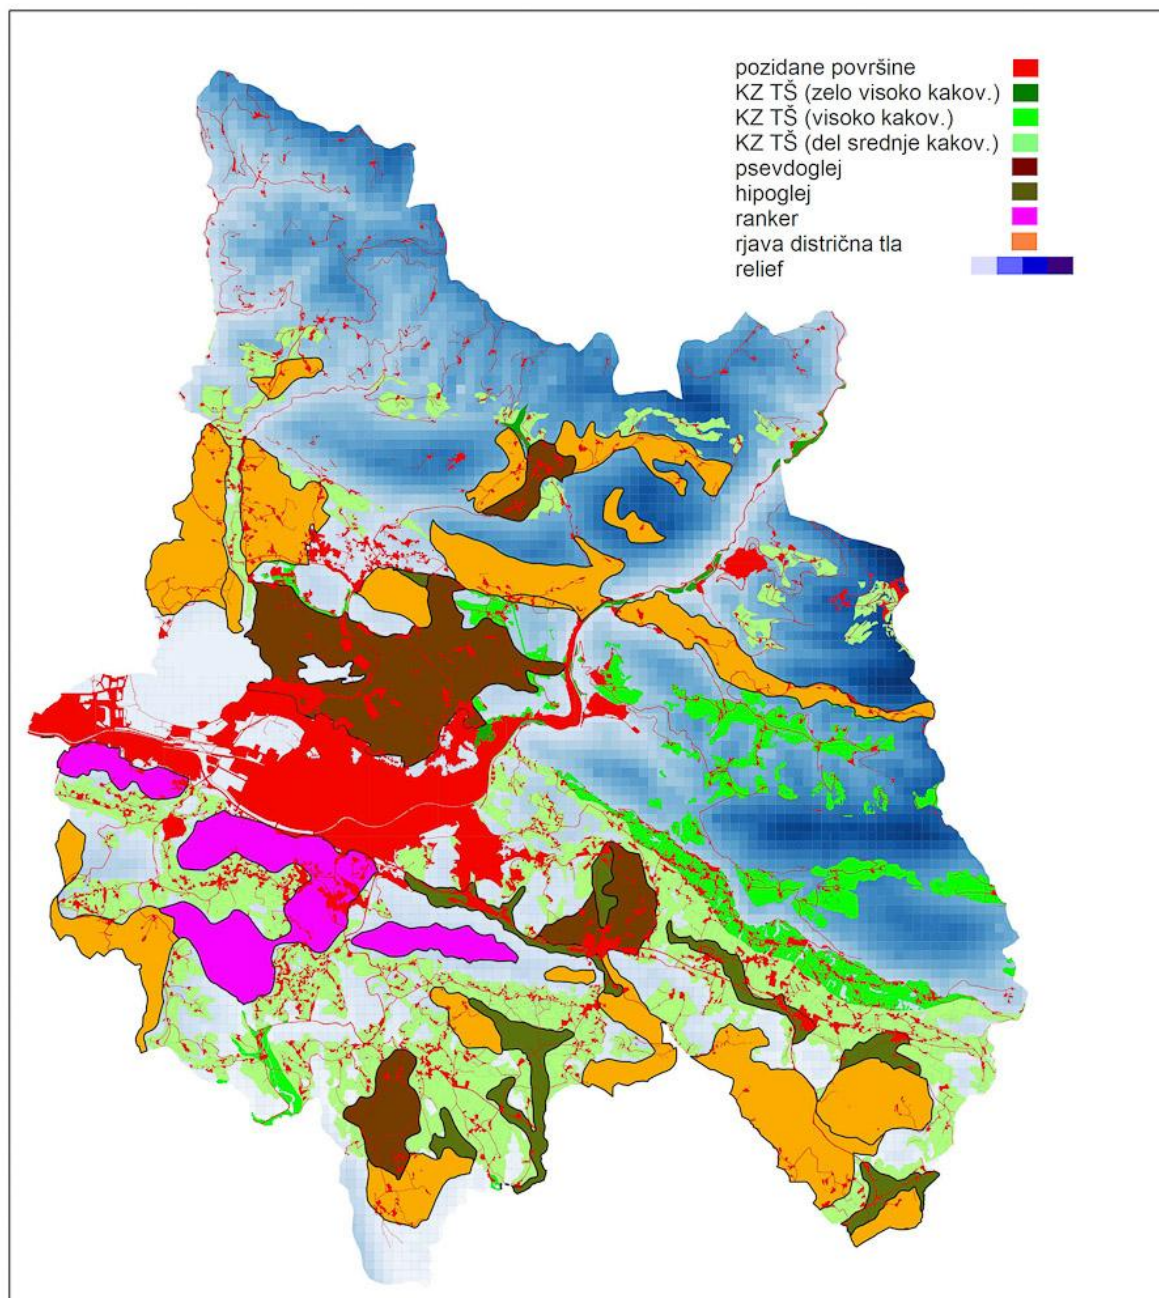 pozidane površine
KZ TŠ (zelo visoko kakov.)
KZ TŠ (visoko kakov.)
KZ TŠ (del srednje kakov.)
psevdoglej
hipoglej
ranker
rjava distrična tla
relief